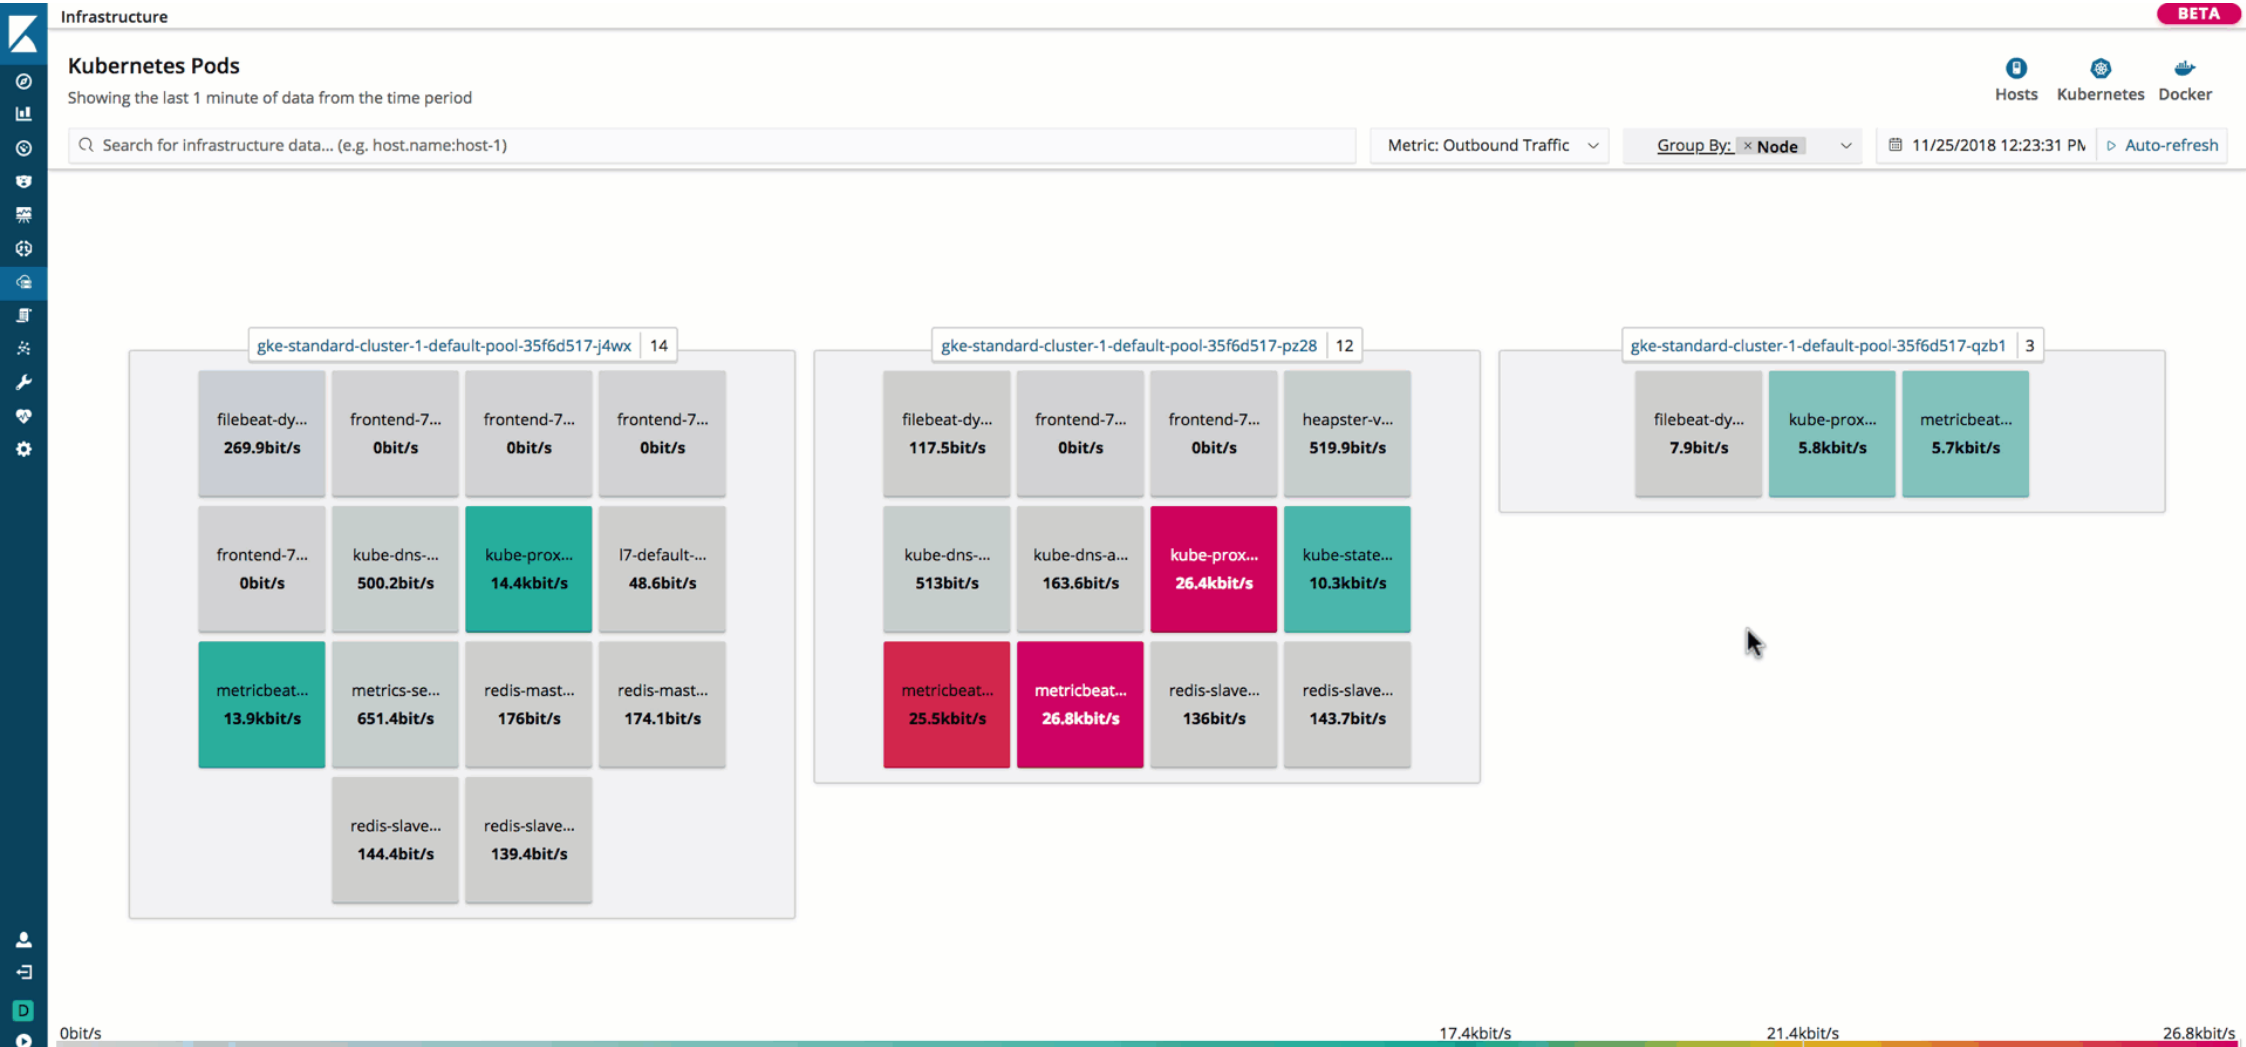 Infrastructure
BETA
Kubernetes Pods
Showing the last 1 minute of data from the time period
Hosts
Kubernetes
Docker
Search for infrastructure data... (e.g. host.name:host-1)
Metric: Outbound Traffic
Group By: × Node
11/25/2018 12:23:31 PM
Auto-refresh
gke-standard-cluster-1-default-pool-35f6d517-j4wx 14
filebeat-dy...
269.9bit/s
frontend-7...
0bit/s
frontend-7...
0bit/s
frontend-7...
0bit/s
frontend-7...
0bit/s
kube-dns-...
500.2bit/s
kube-prox...
14.4kbit/s
l7-default-...
48.6bit/s
metricbeat...
13.9kbit/s
metrics-se...
651.4bit/s
redis-mast...
176bit/s
redis-mast...
174.1bit/s
redis-slave...
144.4bit/s
redis-slave...
139.4bit/s
gke-standard-cluster-1-default-pool-35f6d517-pz28 12
filebeat-dy...
117.5bit/s
frontend-7...
0bit/s
frontend-7...
0bit/s
heapster-v...
519.9bit/s
kube-dns-...
513bit/s
kube-dns-a...
163.6bit/s
kube-prox...
26.4kbit/s
kube-state...
10.3kbit/s
metricbeat...
25.5kbit/s
metricbeat...
26.8kbit/s
redis-slave...
136bit/s
redis-slave...
143.7bit/s
gke-standard-cluster-1-default-pool-35f6d517-qzb1 3
filebeat-dy...
7.9bit/s
kube-prox...
5.8kbit/s
metricbeat...
5.7kbit/s
D
0bit/s
17.4kbit/s
21.4kbit/s
26.8kbit/s